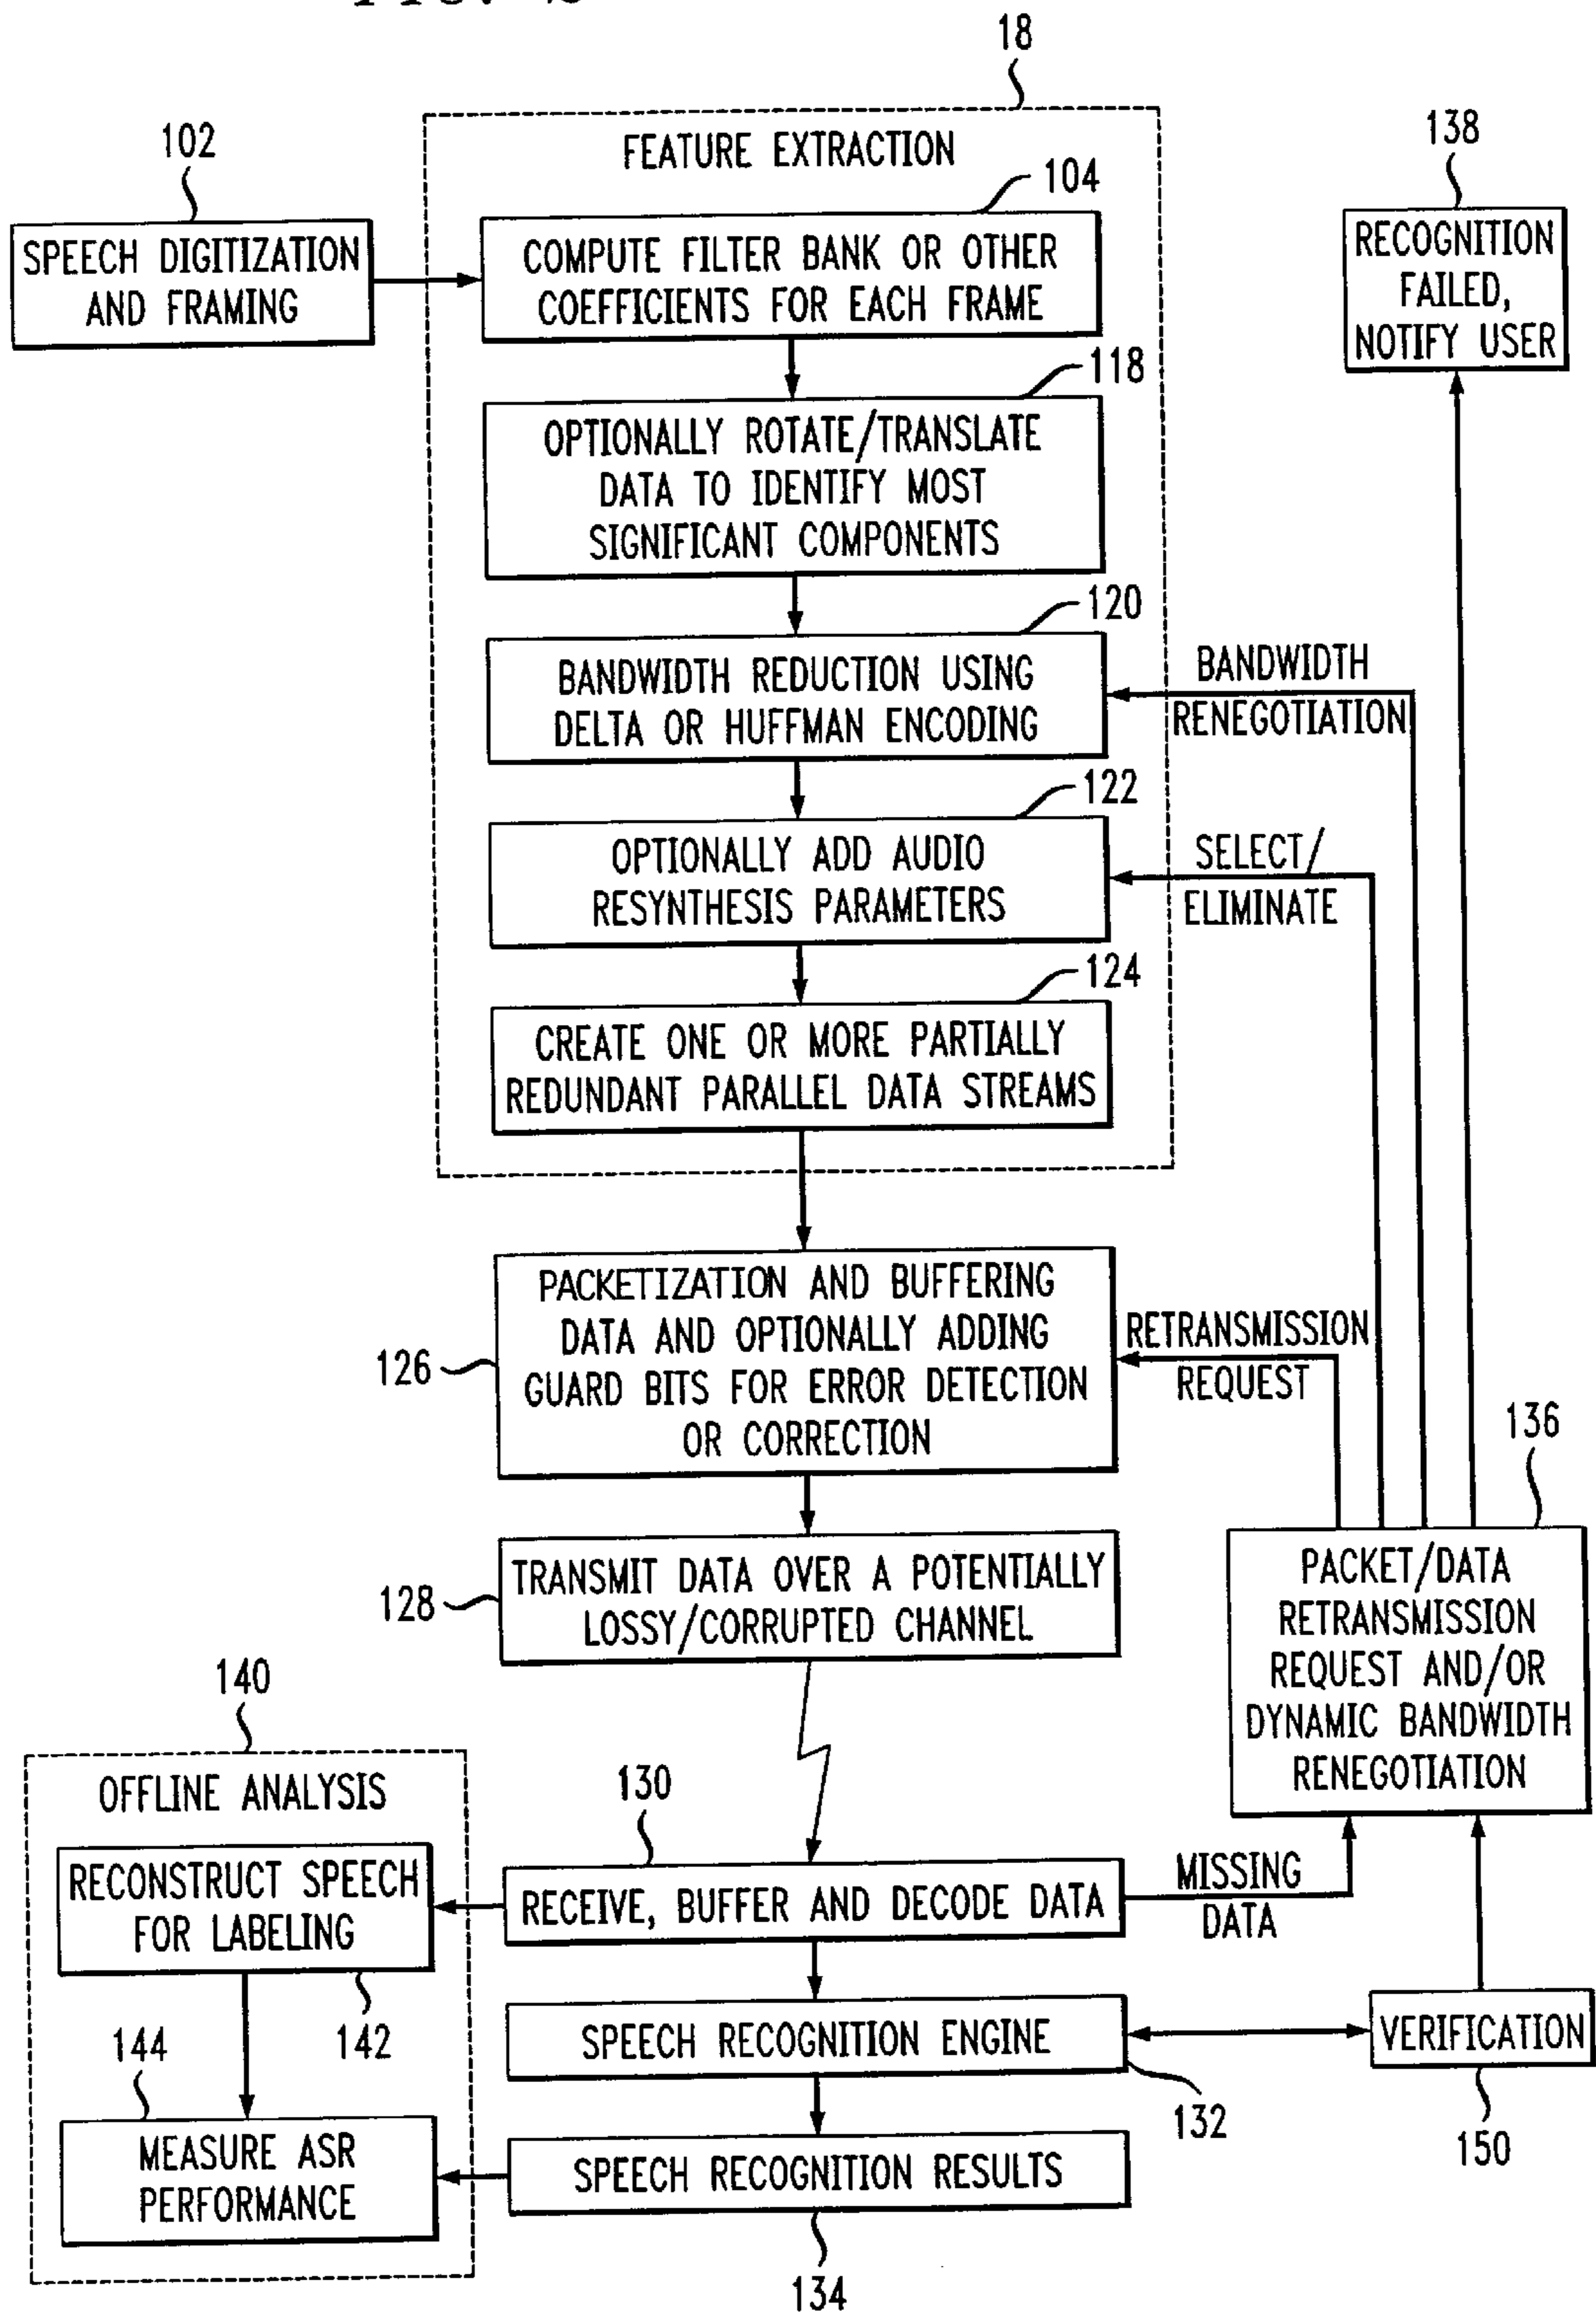 18
102
FEATURE EXTRACTION
138
104
SPEECH DIGITIZATION
AND FRAMING
COMPUTE FILTER BANK OR OTHER
COEFFICIENTS FOR EACH FRAME
RECOGNITION
FAILED,
NOTIFY USER
118
OPTIONALLY ROTATE/TRANSLATE
DATA TO IDENTIFY MOST
SIGNIFICANT COMPONENTS
120
BANDWIDTH REDUCTION USING
DELTA OR HUFFMAN ENCODING
BANDWIDTH
RENEGOTIATION
122
OPTIONALLY ADD AUDIO
RESYNTHESIS PARAMETERS
SELECT/
ELIMINATE
124
CREATE ONE OR MORE PARTIALLY
REDUNDANT PARALLEL DATA STREAMS
126
PACKETIZATION AND BUFFERING
DATA AND OPTIONALLY ADDING
GUARD BITS FOR ERROR DETECTION
OR CORRECTION
RETRANSMISSION
REQUEST
136
128
TRANSMIT DATA OVER A POTENTIALLY
LOSSY/CORRUPTED CHANNEL
PACKET/DATA
RETRANSMISSION
REQUEST AND/OR
DYNAMIC BANDWIDTH
RENEGOTIATION
140
OFFLINE ANALYSIS
130
RECONSTRUCT SPEECH
FOR LABELING
RECEIVE, BUFFER AND DECODE DATA
MISSING
DATA
142
144
SPEECH RECOGNITION ENGINE
VERIFICATION
132
150
MEASURE ASR
PERFORMANCE
SPEECH RECOGNITION RESULTS
134